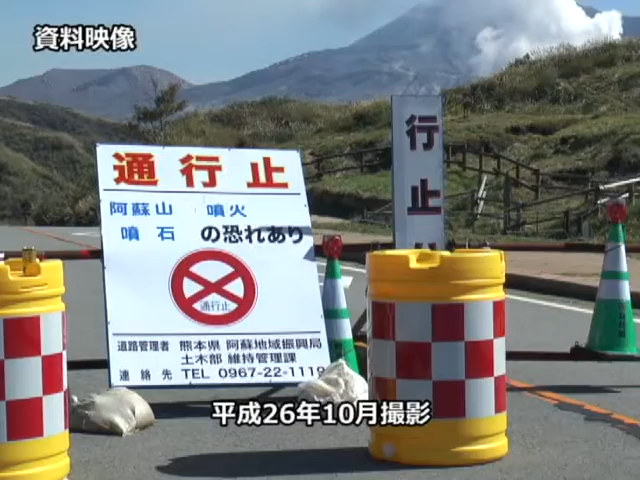 資料映像
通行止
阿蘇山 噴火
噴石 の恐れあり
通行止
道路管理者 熊本県 阿蘇地域振興局
土木部 維持管理課
連絡先 TEL 0967-22-1119
行
止
平成26年10月撮影